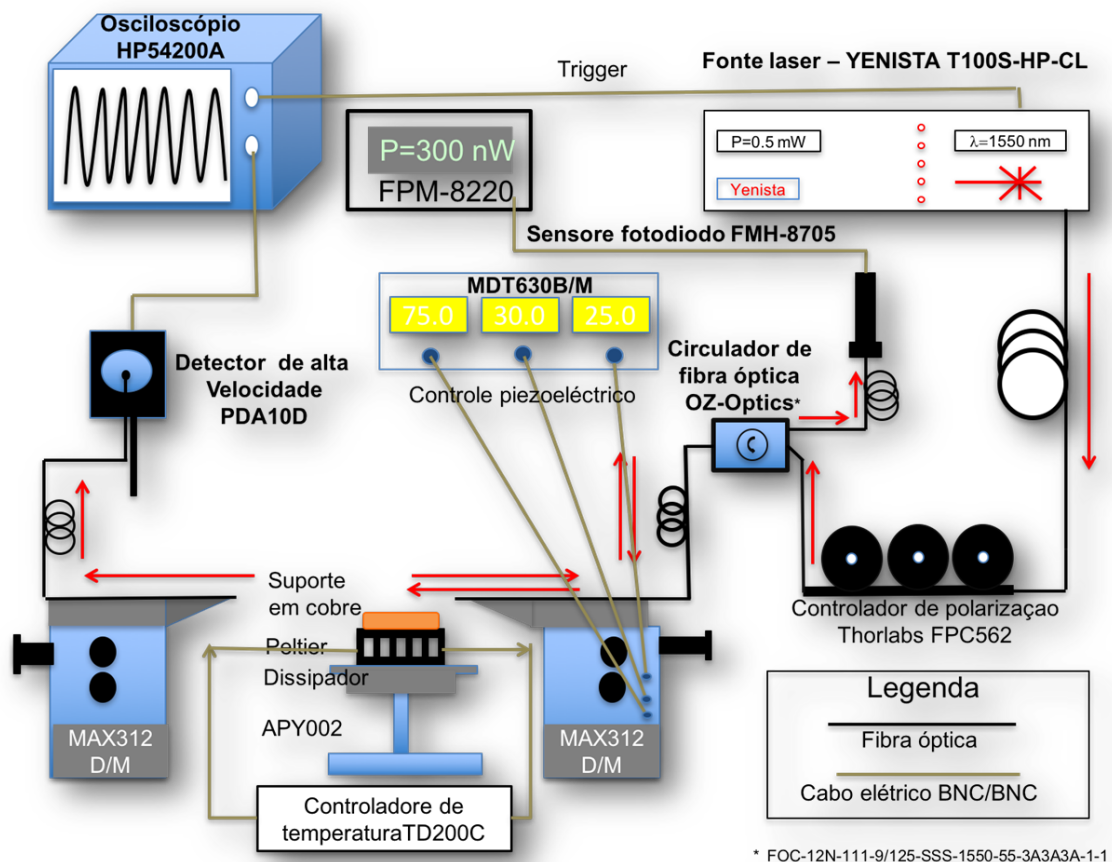 Osciloscópio
HP54200A
Trigger
Fonte laser – YENISTA T100S-HP-CL
P=300 nW
FPM-8220
P=0.5 mW
λ=1550 nm
Yenista
Sensore fotodiodo FMH-8705
MDT630B/M
75.0
30.0
25.0
Controle piezoeléctrico
Detector de alta
Velocidade
PDA10D
Circulador de
fibra óptica
OZ-Optics*
Suporte
em cobre
Peltier
Dissipador
APY002
Controlador de polarizaçao
Thorlabs FPC562
MAX312
D/M
MAX312
D/M
Controladore de
temperaturaTD200C
Legenda
Fibra óptica
Cabo elétrico BNC/BNC
* FOC-12N-111-9/125-SSS-1550-55-3A3A3A-1-1